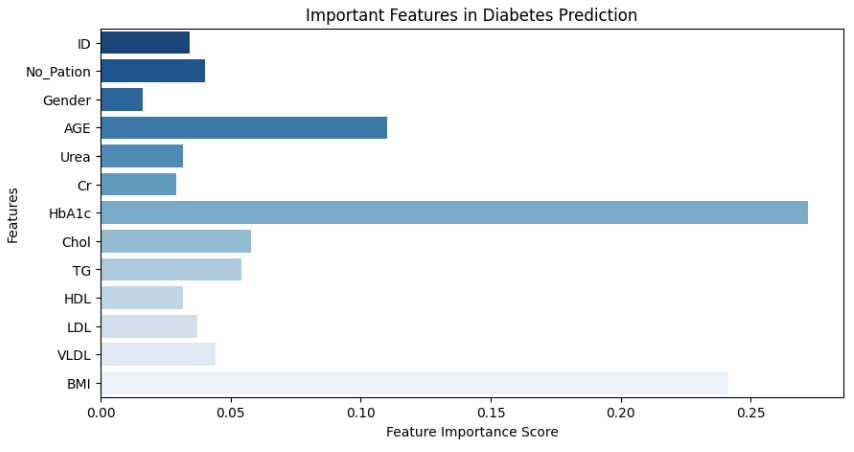 Important Features in Diabetes Prediction
ID
No_Pation
Gender
AGE
Urea
Cr
HbA1c
Chol
TG
HDL
LDL
VLDL
BMI
Features
0.00 0.05 0.10 0.15 0.20 0.25
Feature Importance Score